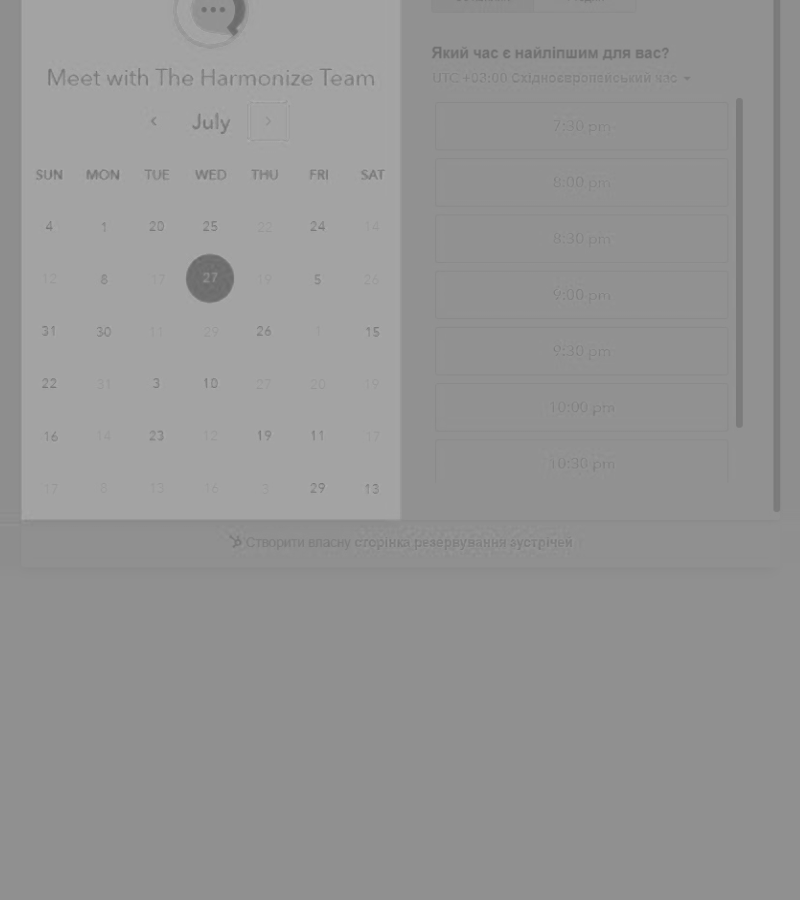 Meet with The Harmonize Team
July
SUN MON TUE WED THU FRI SAT
4 1 20 25 22 24 14
12 8 17 27 19 5 26
31 30 11 29 26 1 15
22 31 3 10 27 20 19
16 14 23 12 19 11 17
17 8 13 16 3 29 13
Який час є найліпшим для вас?
UTC +03:00 Східноєвропейський час
7:30 pm
8:00 pm
8:30 pm
9:00 pm
9:30 pm
10:00 pm
10:30 pm
Створити власну сторінка резервування зустрічей